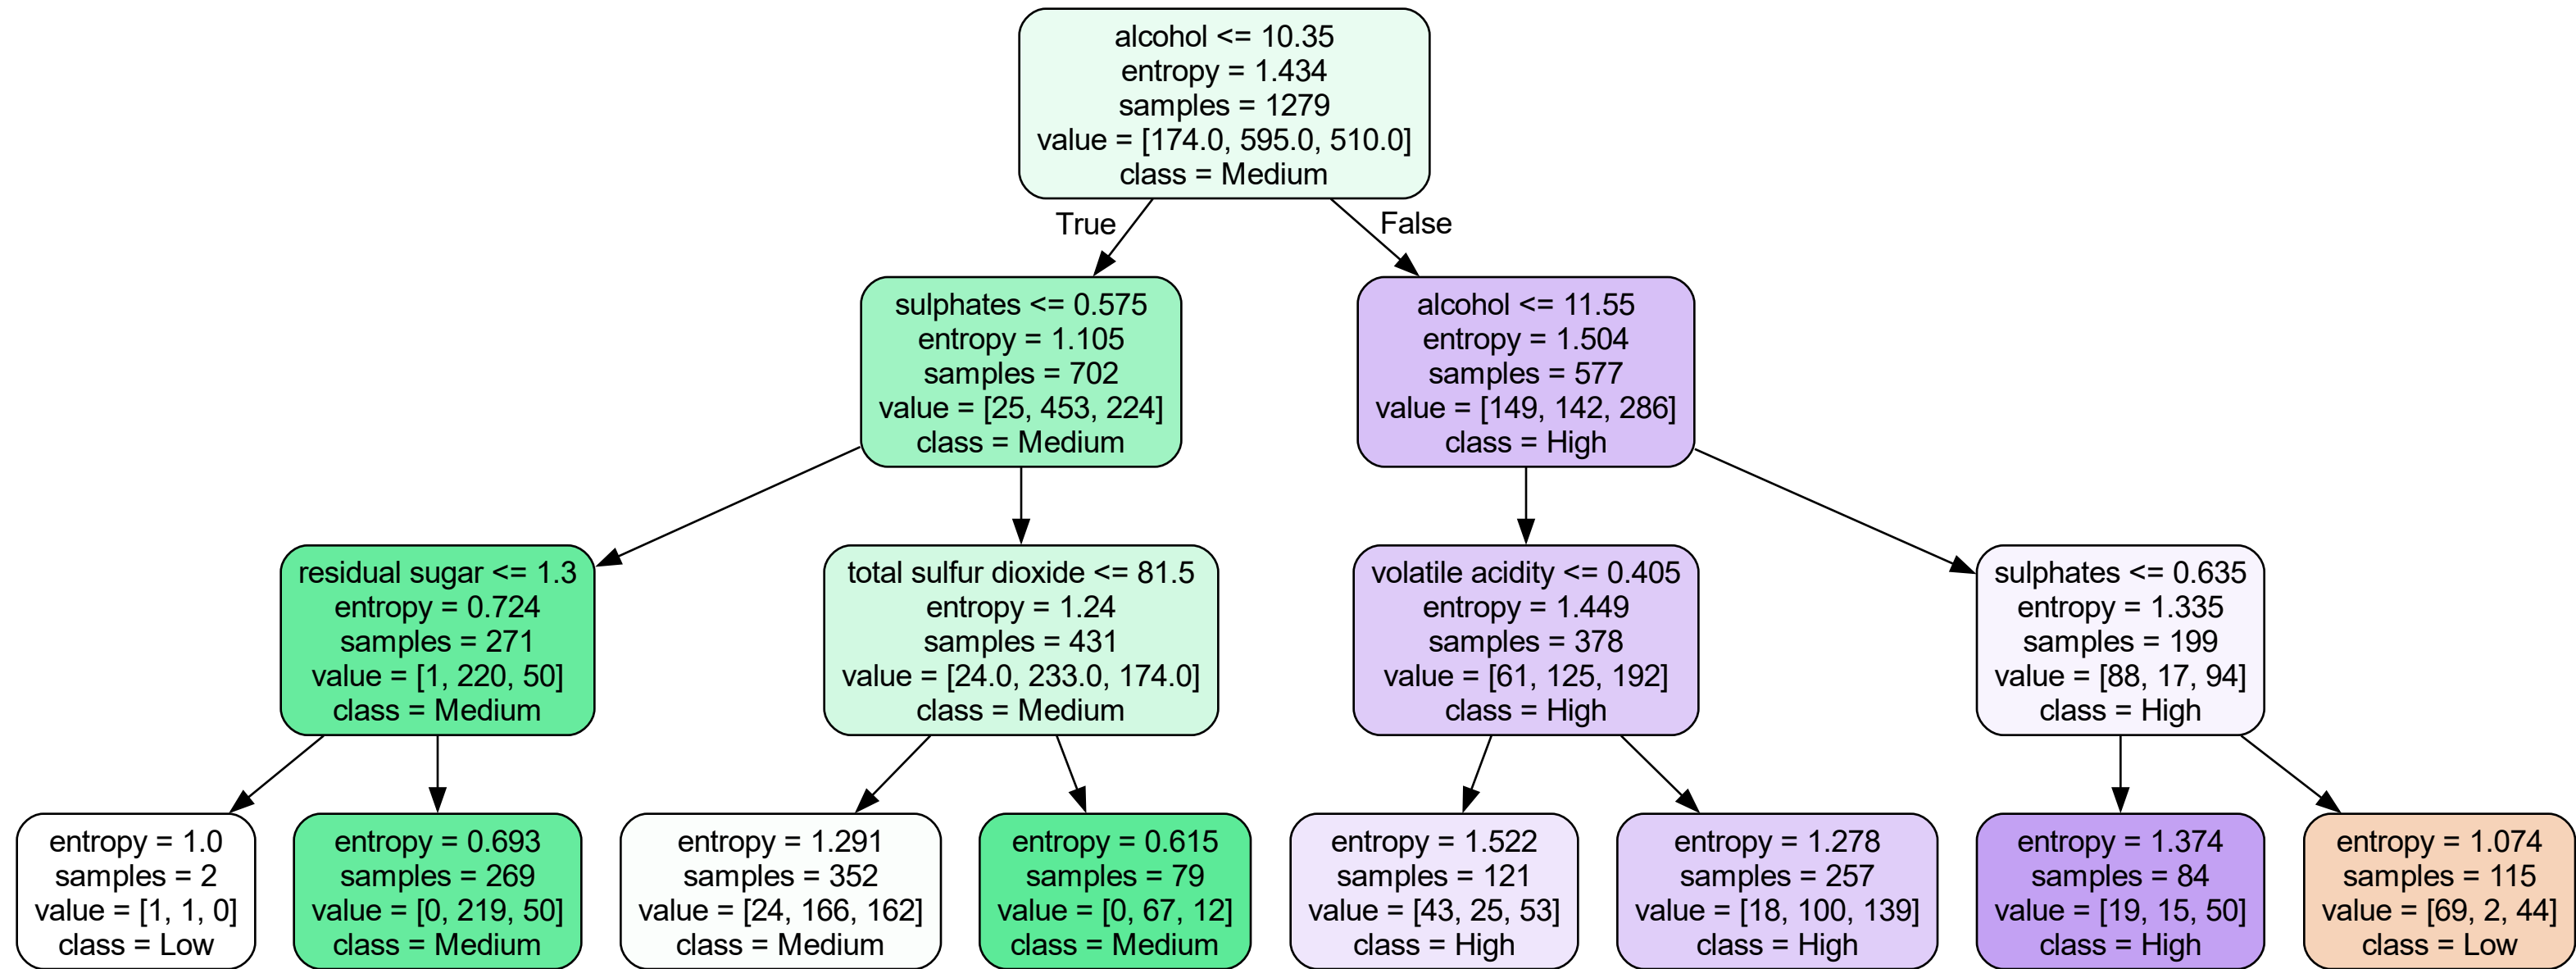 alcohol <= 10.35
entropy = 1.434
samples = 1279
value = [174.0, 595.0, 510.0]
class = Medium
True
False
sulphates <= 0.575
entropy = 1.105
samples = 702
value = [25, 453, 224]
class = Medium
alcohol <= 11.55
entropy = 1.504
samples = 577
value = [149, 142, 286]
class = High
residual sugar <= 1.3
entropy = 0.724
samples = 271
value = [1, 220, 50]
class = Medium
total sulfur dioxide <= 81.5
entropy = 1.24
samples = 431
value = [24.0, 233.0, 174.0]
class = Medium
volatile acidity <= 0.405
entropy = 1.449
samples = 378
value = [61, 125, 192]
class = High
sulphates <= 0.635
entropy = 1.335
samples = 199
value = [88, 17, 94]
class = High
entropy = 1.0
samples = 2
value = [1, 1, 0]
class = Low
entropy = 0.693
samples = 269
value = [0, 219, 50]
class = Medium
entropy = 1.291
samples = 352
value = [24, 166, 162]
class = Medium
entropy = 0.615
samples = 79
value = [0, 67, 12]
class = Medium
entropy = 1.522
samples = 121
value = [43, 25, 53]
class = High
entropy = 1.278
samples = 257
value = [18, 100, 139]
class = High
entropy = 1.374
samples = 84
value = [19, 15, 50]
class = High
entropy = 1.074
samples = 115
value = [69, 2, 44]
class = Low